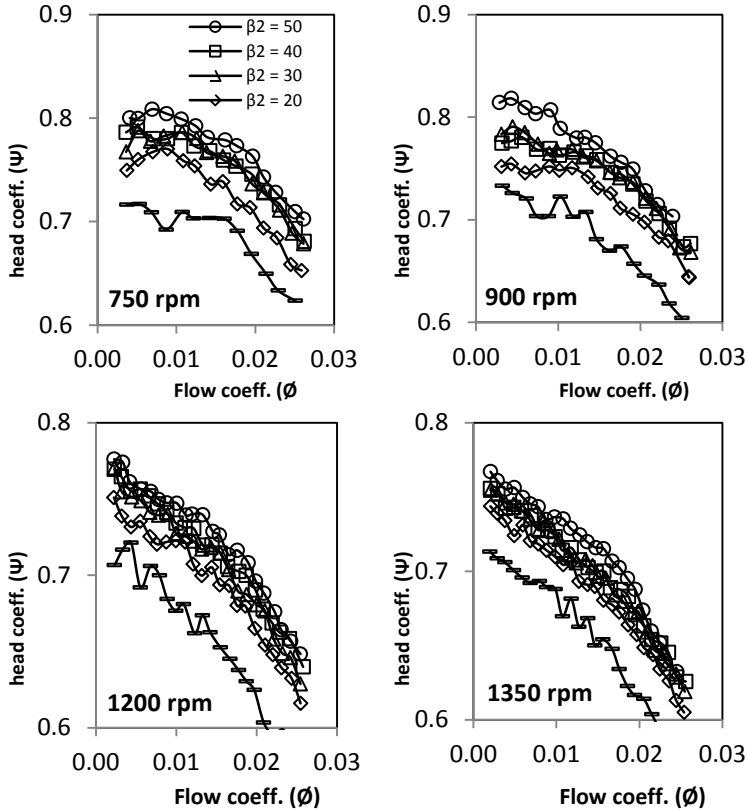 0.9
β2 = 50
β2 = 40
β2 = 30
β2 = 20
0.8
0.7
0.6
head coeff. (Ψ)
750 rpm
0.00 0.01 0.02 0.03
Flow coeff. (Ø
0.9
0.8
0.7
0.6
head coeff. (Ψ)
900 rpm
0.00 0.01 0.02 0.03
Flow coeff. (Ø)
0.8
0.7
0.6
head coeff. (Ψ)
1200 rpm
0.00 0.01 0.02 0.03
Flow coeff. (Ø)
0.8
0.7
0.6
head coeff. (Ψ)
1350 rpm
0.00 0.01 0.02 0.03
Flow coeff. (Ø)